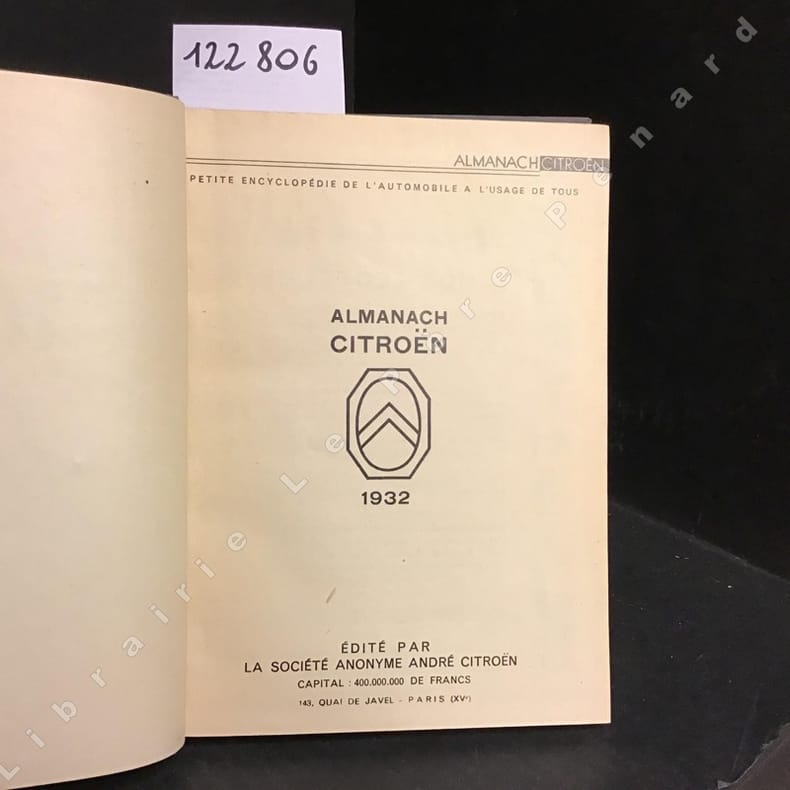 122 806
ALMANACH CITROËN
PETITE ENCYCLOPÉDIE DE L'AUTOMOBILE A L'USAGE DE TOUS
ALMANACH
CITROËN
1932
ÉDITÉ PAR
LA SOCIÉTÉ ANONYME ANDRÉ CITROËN
CAPITAL : 400.000.000 DE FRANCS
143, QUAI DE JAVEL - PARIS (XVe)
Librairie Le Père Pénard